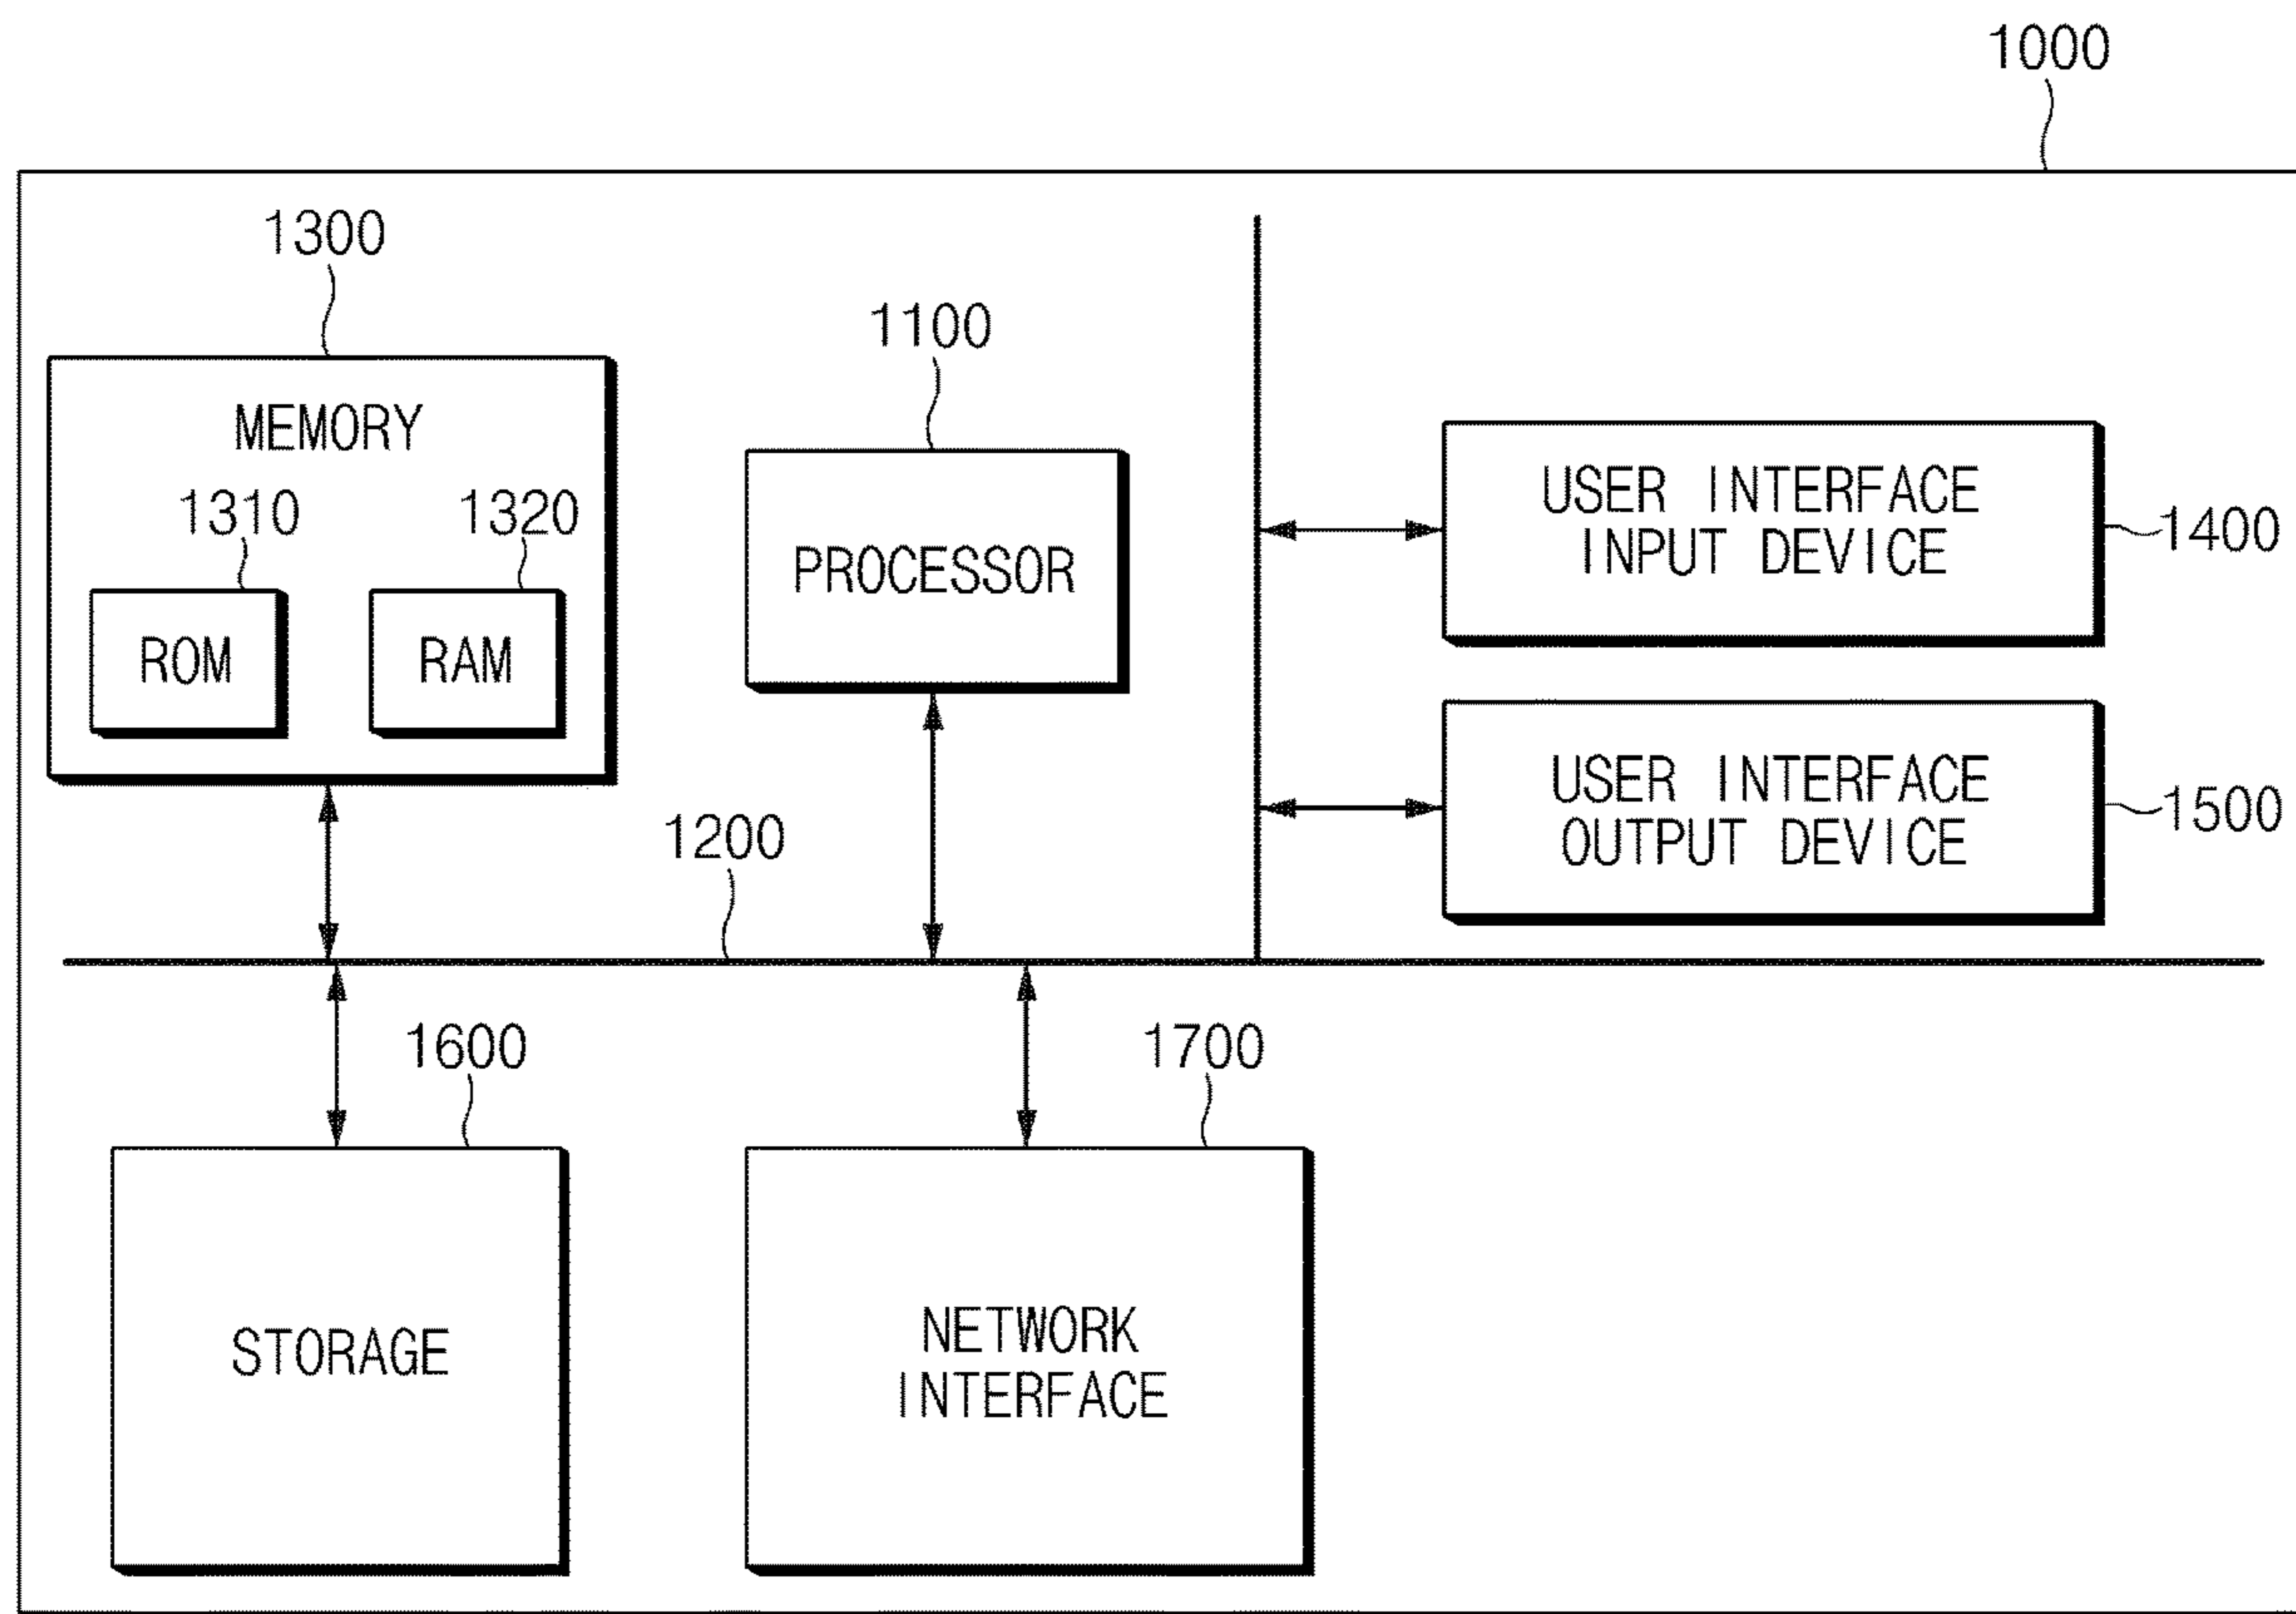 1000
1300
MEMORY
1310
1320
ROM
RAM
1100
PROCESSOR
USER INTERFACE
INPUT DEVICE
1400
USER INTERFACE
OUTPUT DEVICE
1500
1200
1600
STORAGE
1700
NETWORK
INTERFACE